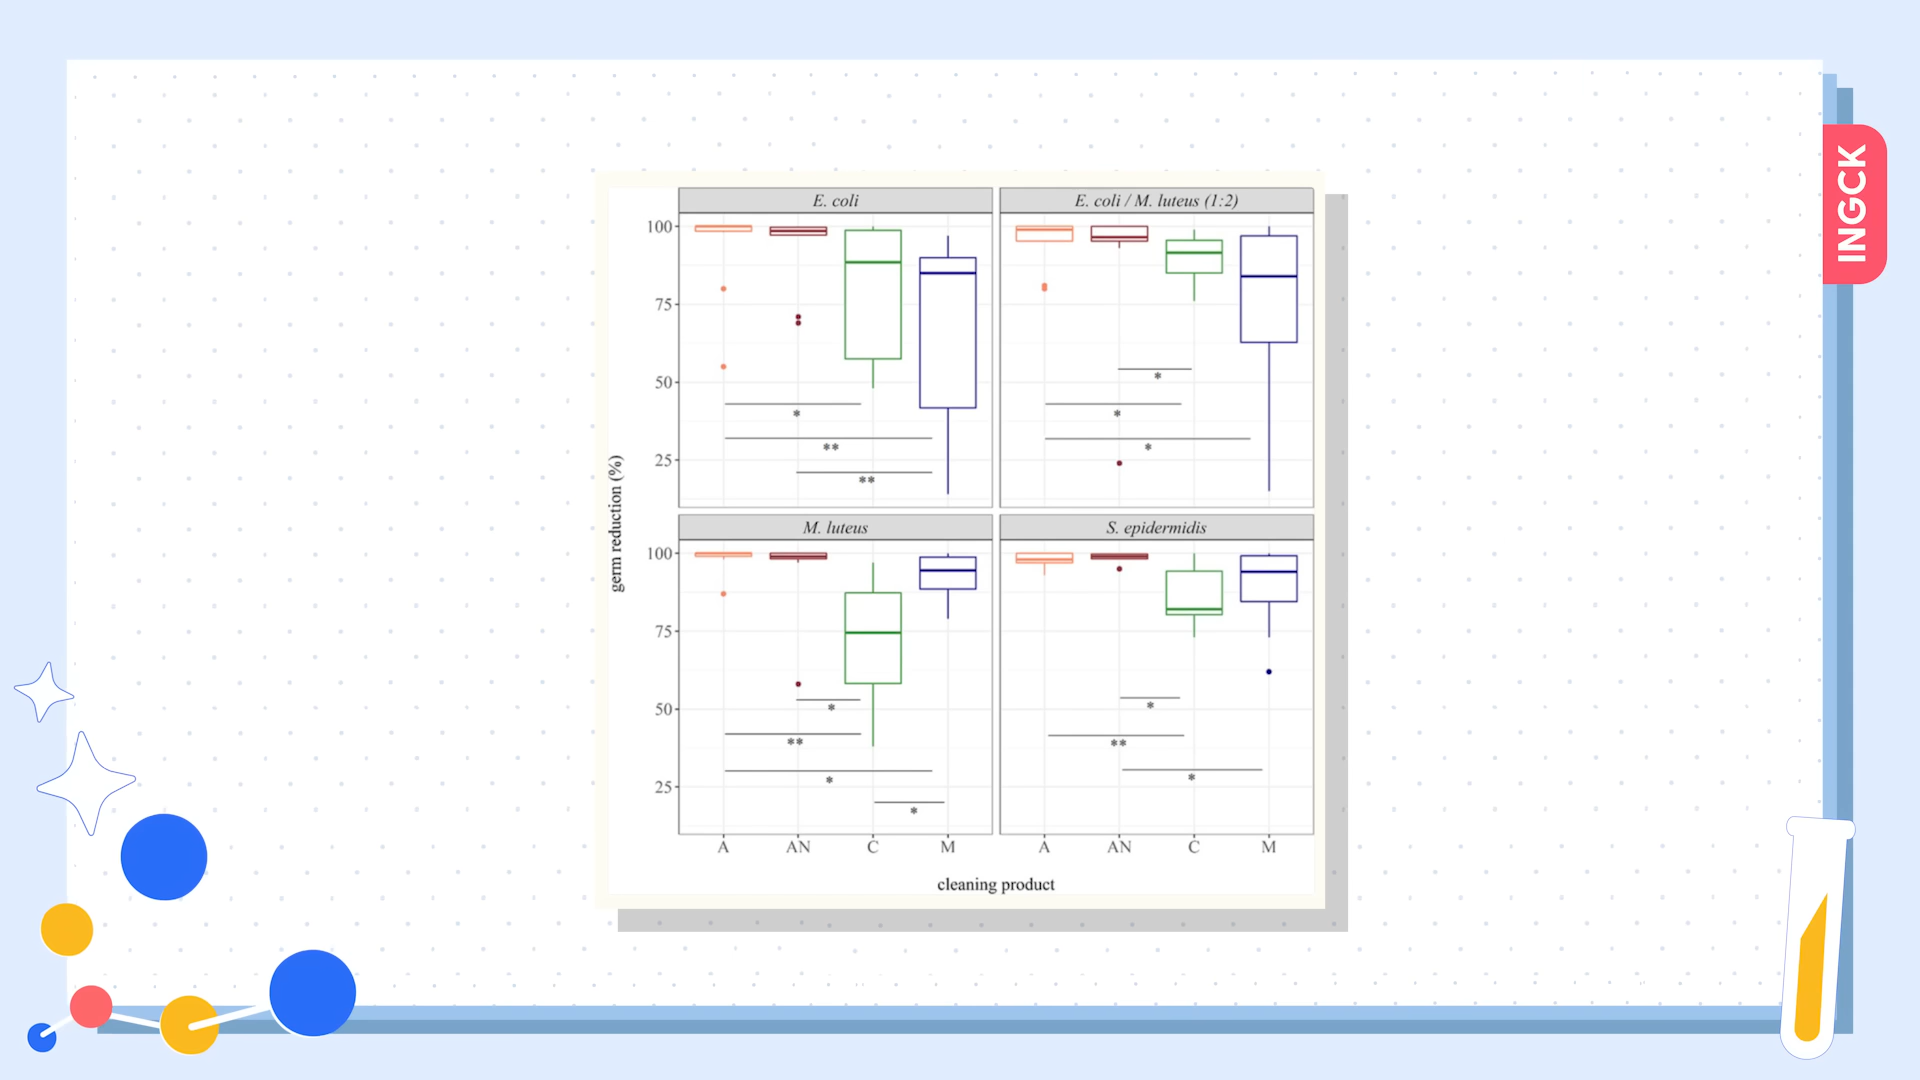 INGCK
E. coli
E. coli / M. luteus (1:2)
100
75
50
25
*
**
**
*
*
*
germ reduction (%)
M. luteus
S. epidermidis
100
75
50
25
*
**
*
*
*
**
*
A AN C M
A AN C M
cleaning product